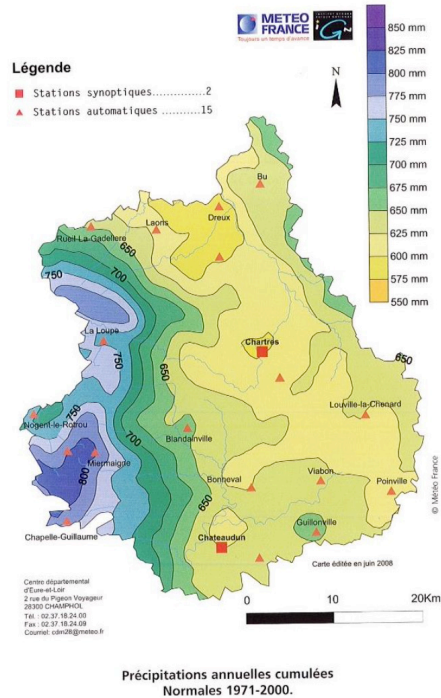 METEO
FRANCE
Toujours un temps d'avance
850 mm
825 mm
800 mm
775 mm
750 mm
725 mm
700 mm
675 mm
650 mm
625 mm
600 mm
575 mm
550 mm
Légende
Stations synoptiques..............2
Stations automatiques ..........15
N
Bu
Dreux
Laons
Rueil-La-Gadeliere
650
700
750
La Loupe
750
Chartres
650
650
Louville-la-Chenard
750
Nogent-le-Rotrou
700
Blandainville
Miermaigne
800
Bonneval
Viabon
Poinville
650
Chapelle-Guillaume
Guillonville
Chateaudun
© Météo France
Carte éditée en juin 2008
Centre départemental
d'Eure-et-Loir
2 rue du Pigeon Voyageur
28300 CHAMPHOL
Tél. : 02.37.18.24.00
Fax : 02.37.18.24.09
Courriel: cdm28@meteo.fr
0 10 20Km
Précipitations annuelles cumulées
Normales 1971-2000.